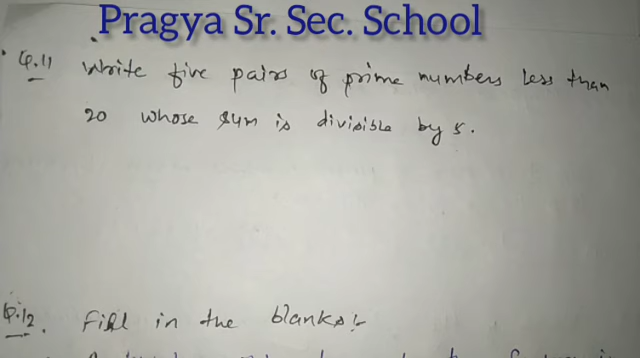 Pragya Sr. Sec. School
Q.11 Write five pairs of prime numbers less than
20 whose sum is divisible by 5.
Q.12. Fill in the blanks:-